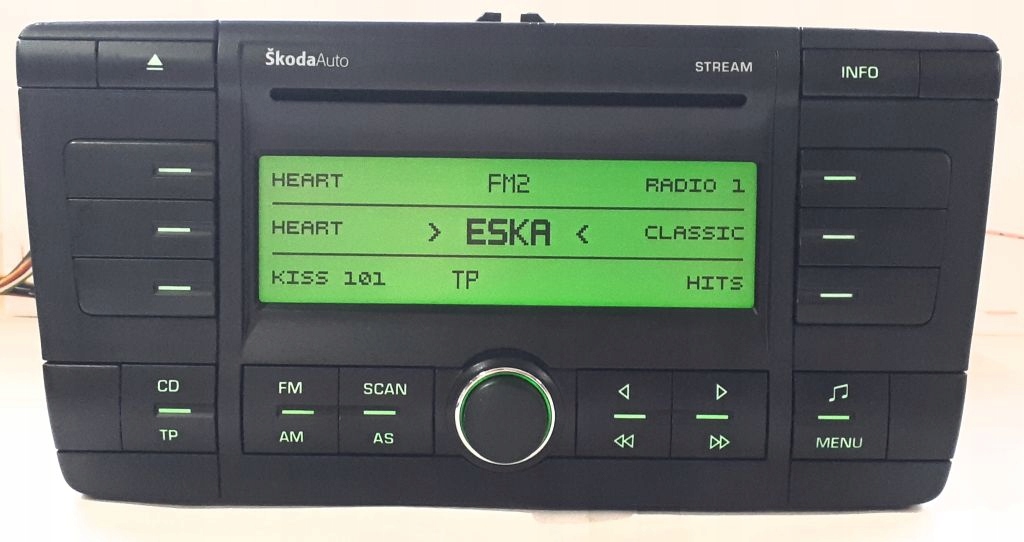 ŠkodaAuto
STREAM
INFO
HEART FM2 RADIO 1
HEART > ESKA < CLASSIC
KISS 101 TP HITS
CD
TP
FM
AM
SCAN
AS
MENU